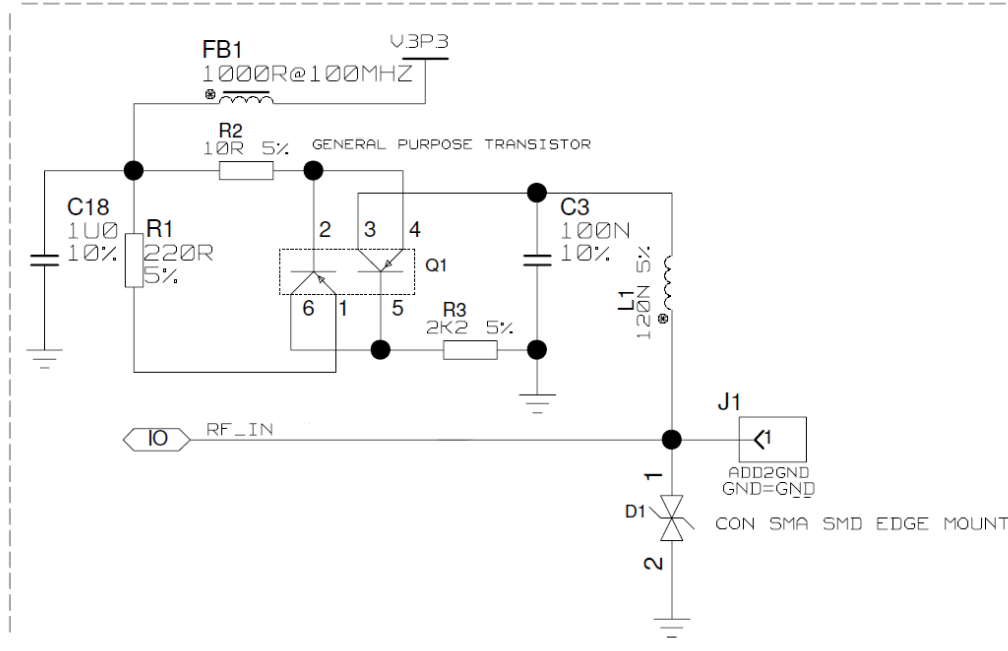 V3P3
FB1
1000R@100MHZ
R2
10R 5%
GENERAL PURPOSE TRANSISTOR
C18
1U0
10%
R1
220R
5%
2
3
4
Q1
6
1
5
C3
100N
10%
L1
120N 5%
R3
2K2 5%
J1
IO
RF_IN
1
ADD2GND
GND=GND
1
D1
CON SMA SMD EDGE MOUNT
2